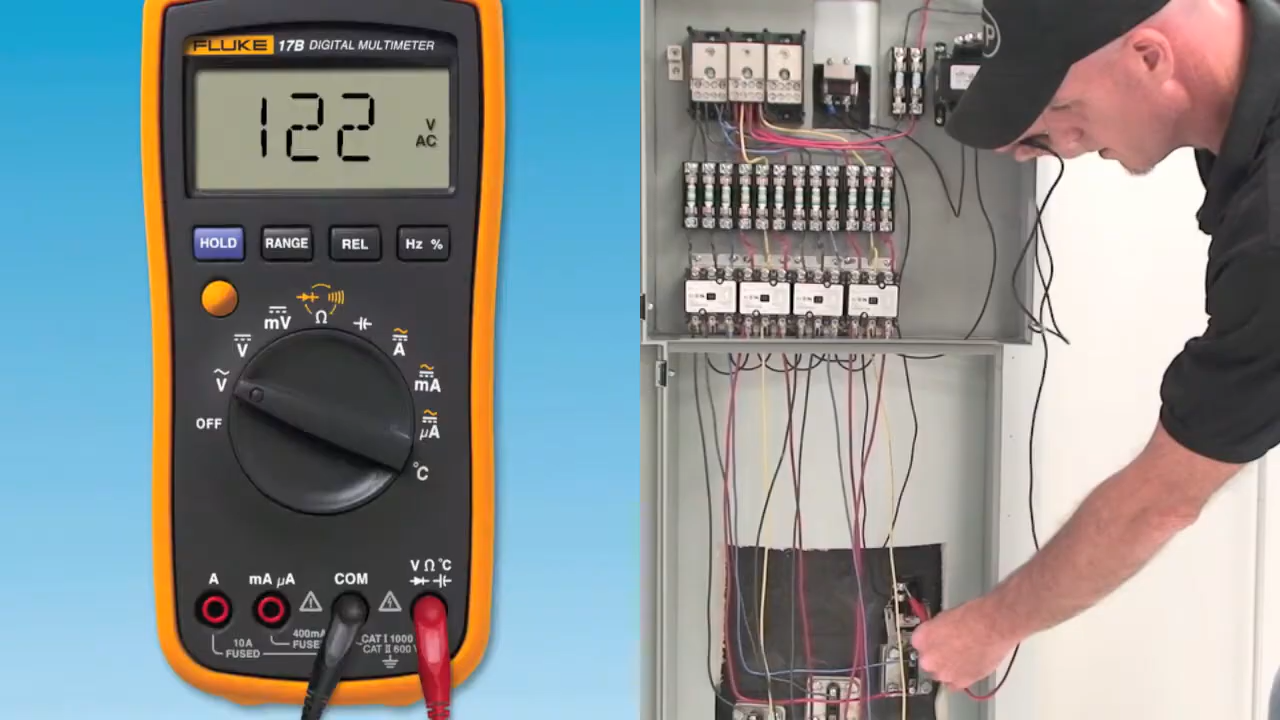 FLUKE 17B DIGITAL MULTIMETER
122
V
AC
HOLD
RANGE
REL
Hz %
mV
Ω
V
A
V
mA
OFF
µA
°C
V Ω °C
A
mA µA
COM
10A
FUSED
400mA
FUSED
CAT I 1000
CAT II 600 V